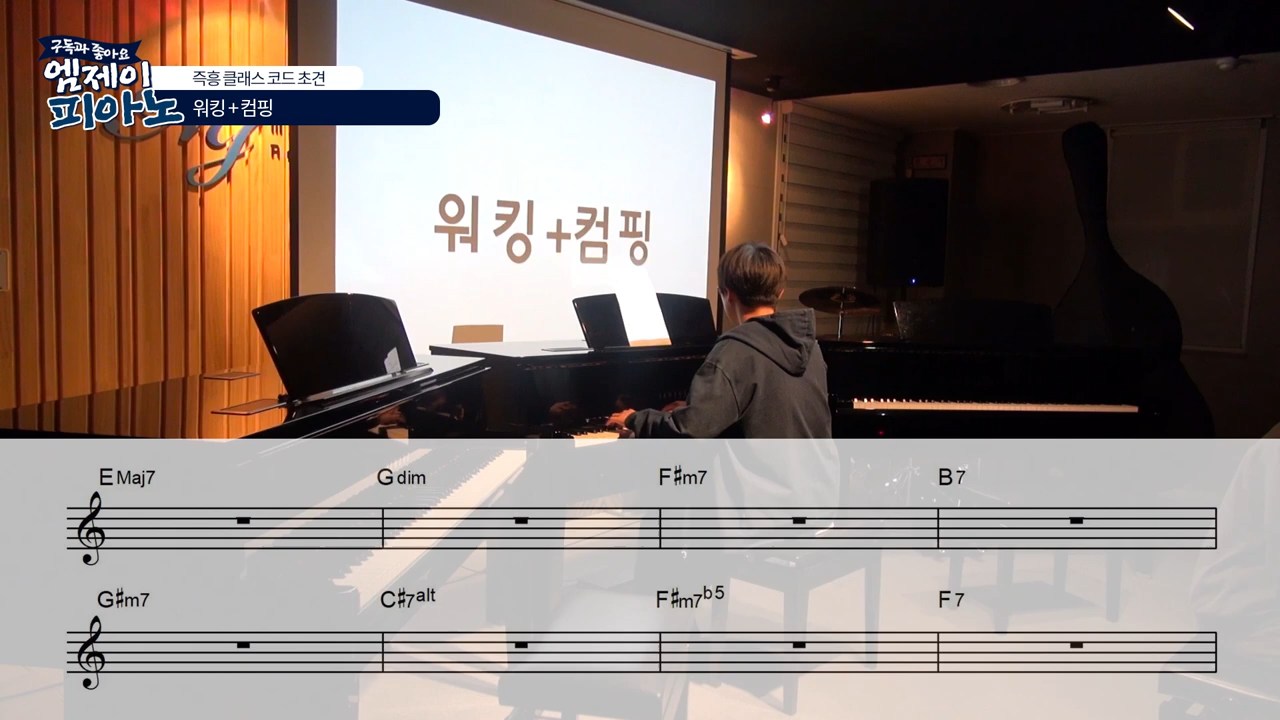 구독과 좋아요
엠제이
피아노
즉흥 클래스 코드 초견
워킹+컴핑
워킹+컴핑
EMaj7 Gdim F#m7 B7
G#m7 C#7alt F#m7b5 F7